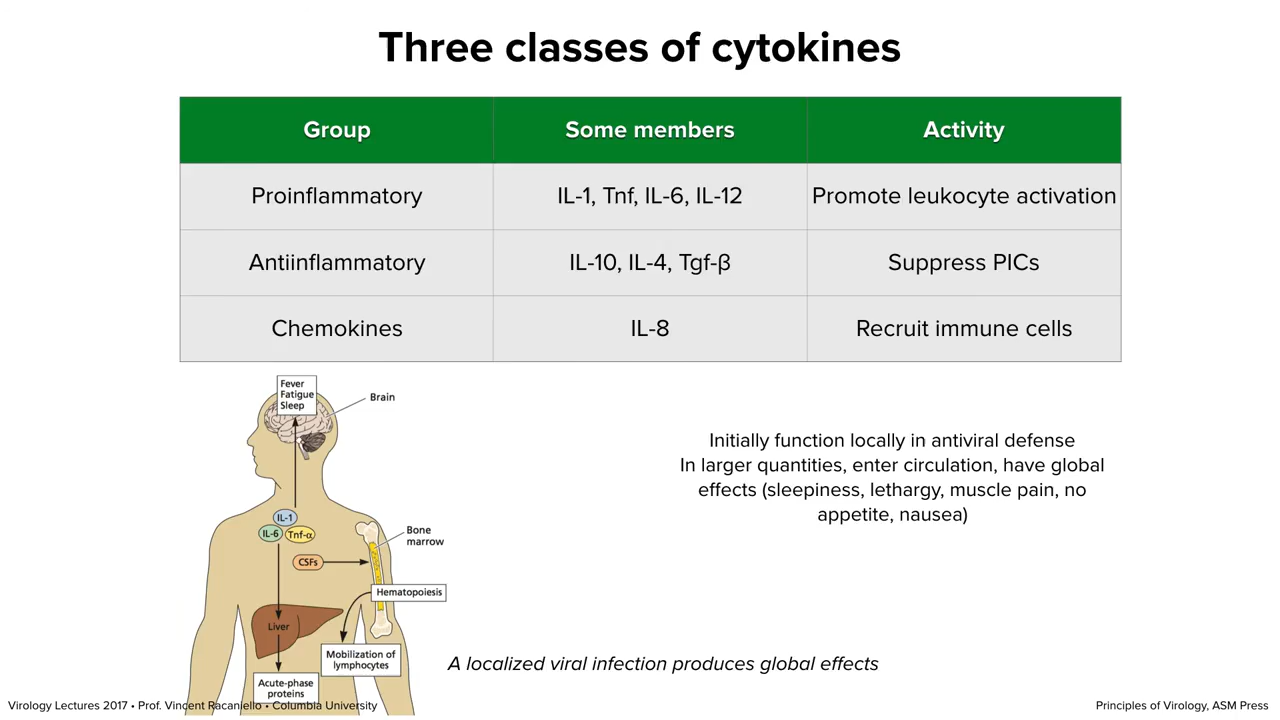 Three classes of cytokines
Group Some members Activity
Proinflammatory IL-1, Tnf, IL-6, IL-12 Promote leukocyte activation
Antiinflammatory IL-10, IL-4, Tgf-β Suppress PICs
Chemokines IL-8 Recruit immune cells
Fever
Fatigue
Sleep
Brain
IL-1
IL-6 Tnf-α
Bone
marrow
CSFs
Hematopoiesis
Liver
Mobilization of
lymphocytes
Acute-phase
proteins
Initially function locally in antiviral defense
In larger quantities, enter circulation, have global
effects (sleepiness, lethargy, muscle pain, no
appetite, nausea)
A localized viral infection produces global effects
Virology Lectures 2017 • Prof. Vincent Racaniello • Columbia University
Principles of Virology, ASM Press